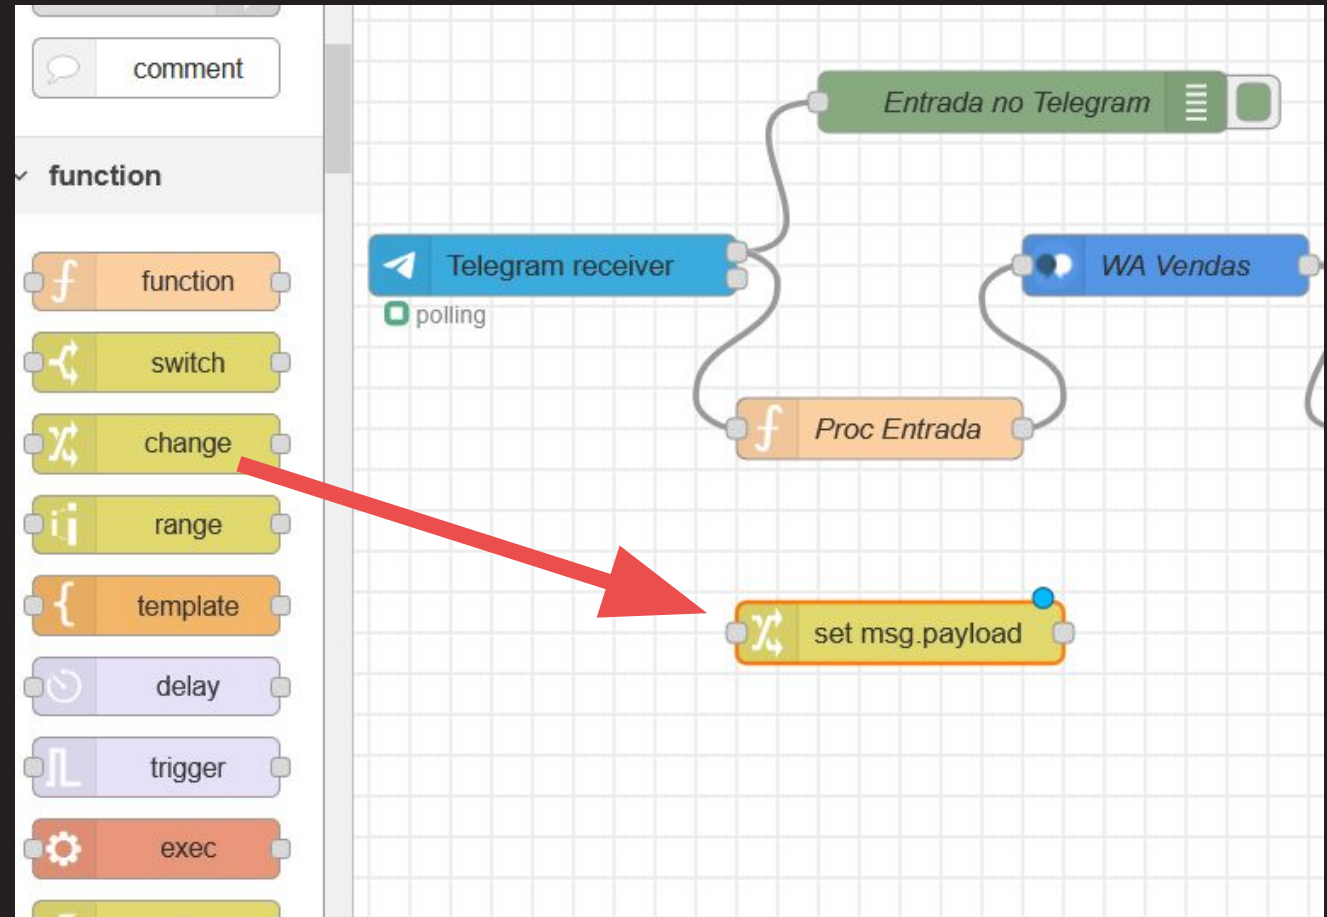 comment
function
function
switch
change
range
template
delay
trigger
exec
Entrada no Telegram
Telegram receiver
polling
WA Vendas
Proc Entrada
set msg.payload